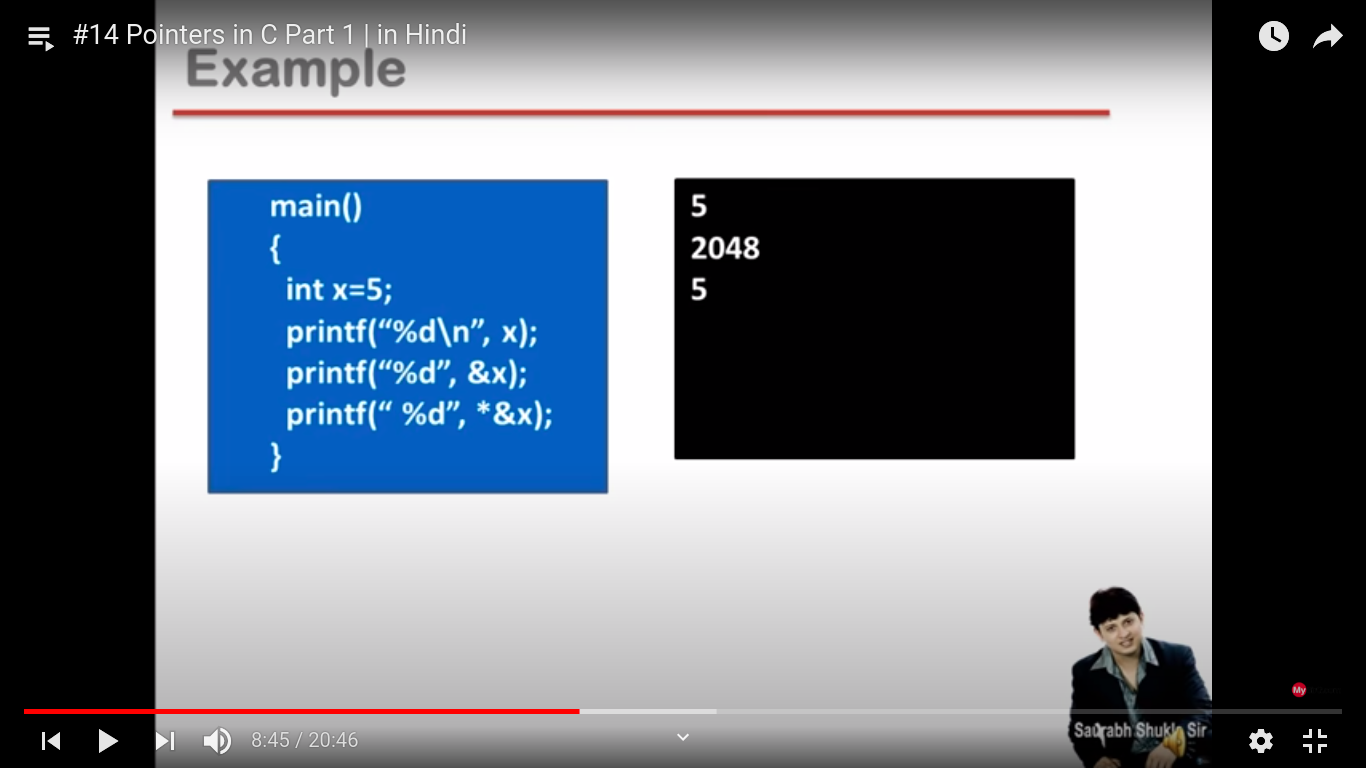 #14 Pointers in C Part 1 | in Hindi
Example
main()
{
int x=5;
printf(“%d\n”, x);
printf(“%d”, &x);
printf(“ %d”, *&x);
}
5
2048
5
My
Saurabh Shukla Sir
8:45 / 20:46